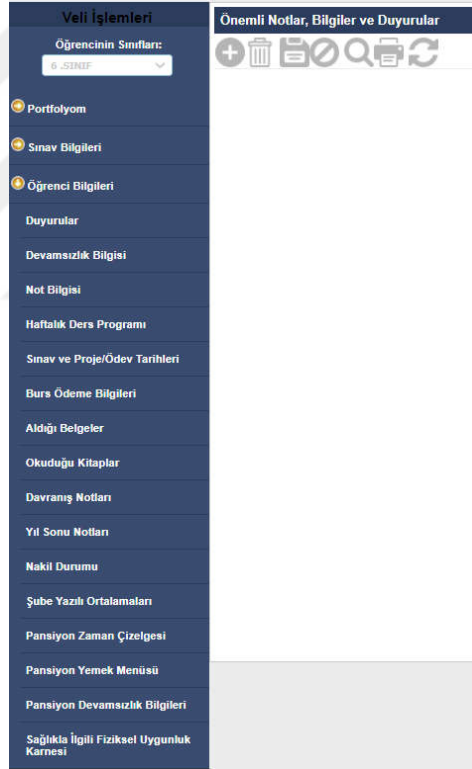 Veli İşlemleri
Öğrencinin Sınıfları:
6 .SINIF
Portfolyom
Sınav Bilgileri
Öğrenci Bilgileri
Duyurular
Devamsızlık Bilgisi
Not Bilgisi
Haftalık Ders Programı
Sınav ve Proje/Ödev Tarihleri
Burs Ödeme Bilgileri
Aldığı Belgeler
Okuduğu Kitaplar
Davranış Notları
Yıl Sonu Notları
Nakil Durumu
Şube Yazılı Ortalamaları
Pansiyon Zaman Çizelgesi
Pansiyon Yemek Menüsü
Pansiyon Devamsızlık Bilgileri
Sağlıkla İlgili Fiziksel Uygunluk
Karnesi
Önemli Notlar, Bilgiler ve Duyurular